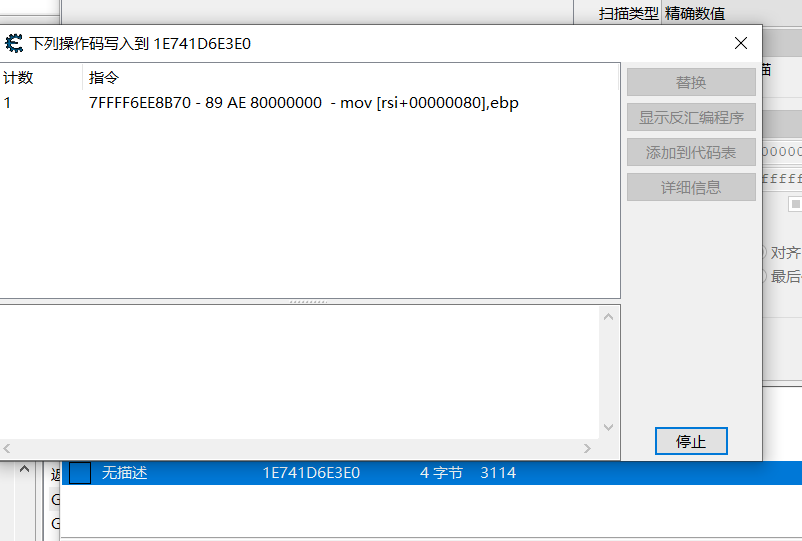 扫描类型 精确数值
下列操作码写入到 1E741D6E3E0
计数 指令
1 7FFFF6EE8B70 - 89 AE 80000000 - mov [rsi+00000080],ebp
替换
显示反汇编程序
添加到代码表
详细信息
停止
描
00000
fffff
对齐
最后
无描述 1E741D6E3E0 4 字节 3114
G
G